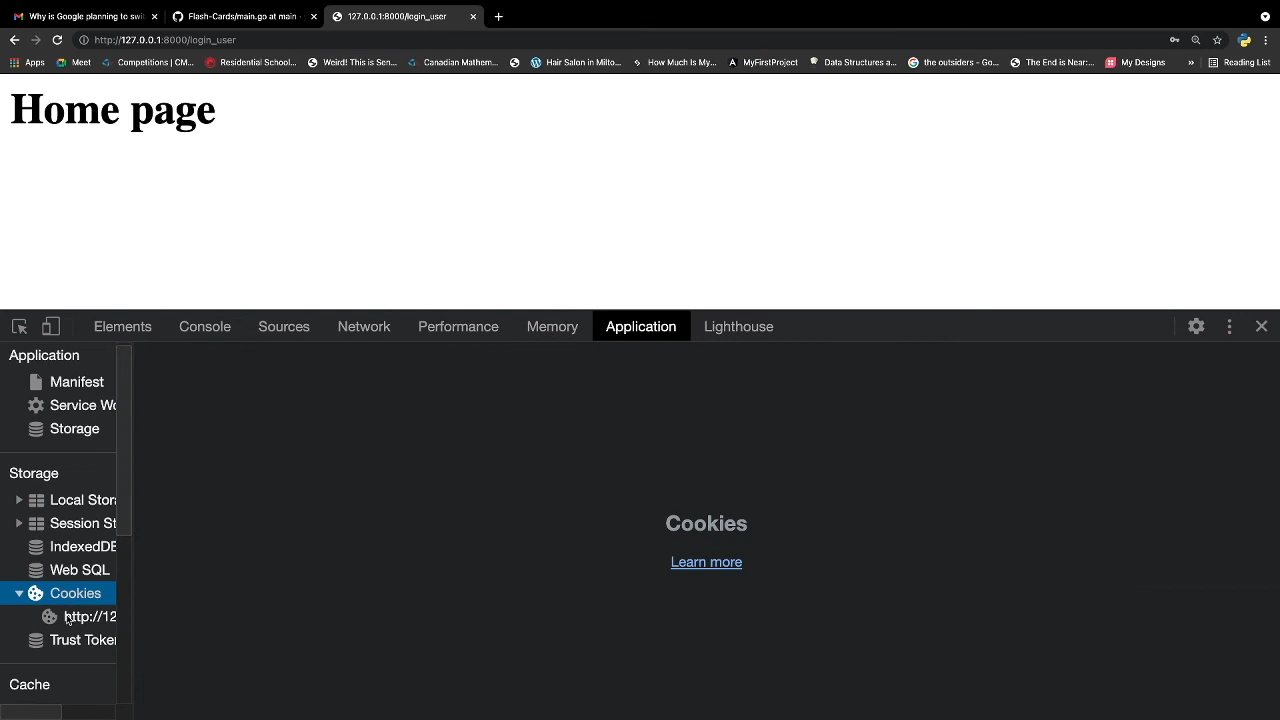 Why is Google planning to swi
Flash-Cards/main.go at main -
127.0.0.1:8000/login_user
http://127.0.0.1:8000/login_user
Apps
Meet
Competitions | CM...
Residential School...
Weird! This is Sen...
Canadian Mathem...
Hair Salon in Milto...
How Much Is My...
MyFirstProject
Data Structures a...
the outsiders - Go...
The End is Near:...
My Designs
»
Reading List
Home page
Elements
Console
Sources
Network
Performance
Memory
Application
Lighthouse
Application
Manifest
Service Wo
Storage
Storage
Local Stora
Session St
IndexedDB
Web SQL
Cookies
http://12
Trust Token
Cache
Cookies
Learn more